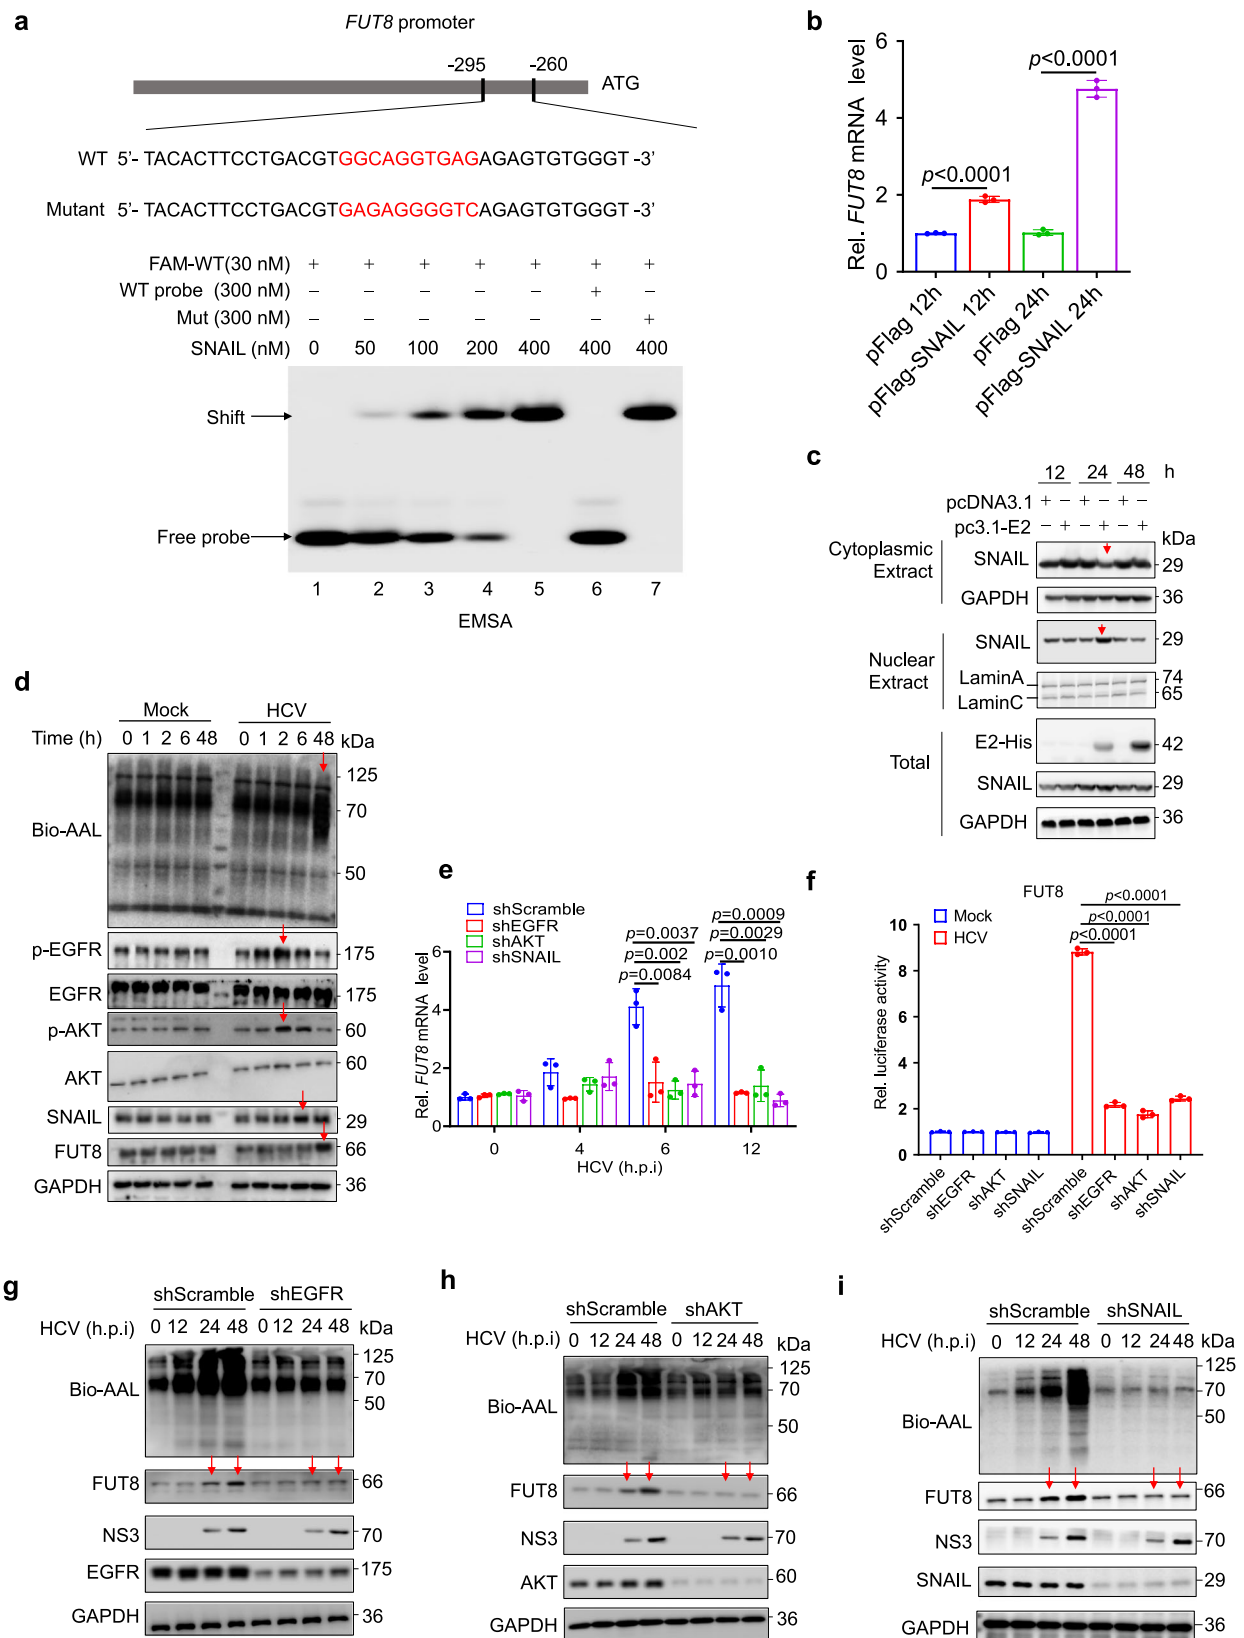 a
FUT8 promoter
-295 -260
ATG
WT 5'- TACACTTCCTGACGTGGCAGGTGAGAGAGTGTGGGT -3'
Mutant 5'- TACACTTCCTGACGTGAGAGGGGTCAGAGTGTGGGT -3'
FAM-WT(30 nM) + + + + + + +
WT probe (300 nM) − − − − − + −
Mut (300 nM) − − − − − − +
SNAIL (nM) 0 50 100 200 400 400 400
Shift
Free probe
1 2 3 4 5 6 7
EMSA
b
Rel. FUT8 mRNA level
6
4
2
0
p<0.0001
p<0.0001
pFlag 12h
pFlag-SNAIL 12h
pFlag 24h
pFlag-SNAIL 24h
c
12 24 48 h
pcDNA3.1 + − + − + −
pc3.1-E2 − + − + − +
kDa
Cytoplasmic Extract
SNAIL 29
GAPDH 36
Nuclear Extract
SNAIL 29
LaminA 74
LaminC 65
Total
E2-His 42
SNAIL 29
GAPDH 36
d
Mock HCV
Time (h) 0 1 2 6 48 0 1 2 6 48 kDa
Bio-AAL
125
70
50
p-EGFR 175
EGFR 175
p-AKT 60
AKT 60
SNAIL 29
FUT8 66
GAPDH 36
e
shScramble
shEGFR
shAKT
shSNAIL
Rel. FUT8 mRNA level
6
4
2
0
p=0.0037
p=0.002
p=0.0084
p=0.0009
p=0.0029
p=0.0010
0 4 6 12
HCV (h.p.i)
f
FUT8
Mock
HCV
Rel. luciferase activity
10
8
6
4
2
0
p<0.0001
p<0.0001
p<0.0001
shScramble
shEGFR
shAKT
shSNAIL
shScramble
shEGFR
shAKT
shSNAIL
g
shScramble shEGFR
HCV (h.p.i) 0 12 24 48 0 12 24 48 kDa
Bio-AAL
125
70
50
FUT8 66
NS3 70
EGFR 175
GAPDH 36
h
shScramble shAKT
HCV (h.p.i) 0 12 24 48 0 12 24 48 kDa
Bio-AAL
125
70
50
FUT8 66
NS3 70
AKT 60
GAPDH 36
i
shScramble shSNAIL
HCV (h.p.i) 0 12 24 48 0 12 24 48 kDa
Bio-AAL
125
70
50
FUT8 66
NS3 70
SNAIL 29
GAPDH 36